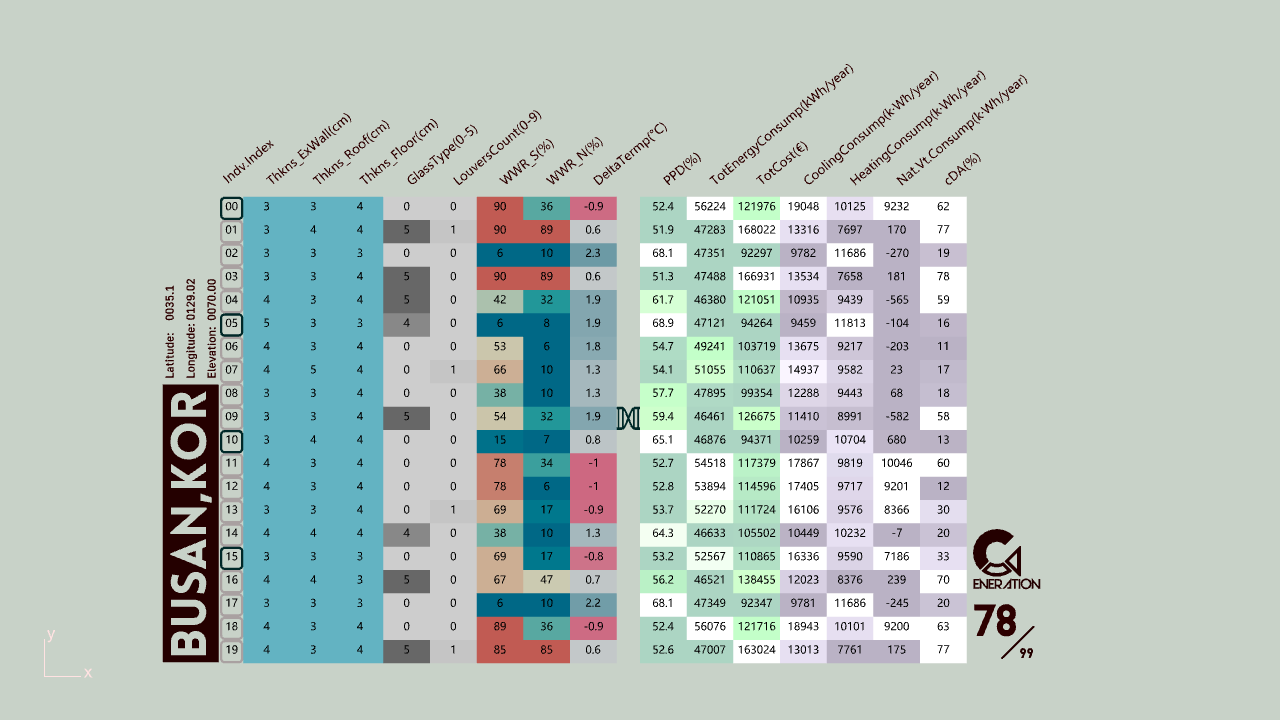 Indv.Index Thkns_ExWall(cm) Thkns_Roof(cm) Thkns_Floor(cm) GlassType(0-5) LouversCount(0-9) WWR_S(%) WWR_N(%) DeltaTermp(°C) PPD(%) TotEnergyConsump(kWh/year) TotCost(€) CoolingConsump(k·Wh/year) HeatingConsump(k·Wh/year) Nat.Vt.Consump(k·Wh/year) cDA(%)
00 3 3 4 0 0 90 36 -0.9 52.4 56224 121976 19048 10125 9232 62
01 3 4 4 5 1 90 89 0.6 51.9 47283 168022 13316 7697 170 77
02 3 3 3 0 0 6 10 2.3 68.1 47351 92297 9782 11686 -270 19
03 3 3 4 5 0 90 89 0.6 51.3 47488 166931 13534 7658 181 78
04 4 3 4 5 0 42 32 1.9 61.7 46380 121051 10935 9439 -565 59
05 5 3 3 4 0 6 8 1.9 68.9 47121 94264 9459 11813 -104 16
06 4 3 4 0 0 53 6 1.8 54.7 49241 103719 13675 9217 -203 11
07 4 5 4 0 1 66 10 1.3 54.1 51055 110637 14937 9582 23 17
08 3 3 4 0 0 38 10 1.3 57.7 47895 99354 12288 9443 68 18
09 3 3 4 5 0 54 32 1.9 59.4 46461 126675 11410 8991 -582 58
10 3 4 4 0 0 15 7 0.8 65.1 46876 94371 10259 10704 680 13
11 4 3 4 0 0 78 34 -1 52.7 54518 117379 17867 9819 10046 60
12 4 3 4 0 0 78 6 -1 52.8 53894 114596 17405 9717 9201 12
13 3 3 4 0 1 69 17 -0.9 53.7 52270 111724 16106 9576 8366 30
14 4 4 4 4 0 38 10 1.3 64.3 46633 105502 10449 10232 -7 20
15 3 3 3 0 0 69 17 -0.8 53.2 52567 110865 16336 9590 7186 33
16 4 4 3 5 0 67 47 0.7 56.2 46521 138455 12023 8376 239 70
17 3 3 3 0 0 6 10 2.2 68.1 47349 92347 9781 11686 -245 20
18 4 3 4 0 0 89 36 -0.9 52.4 56076 121716 18943 10101 9200 63
19 4 3 4 5 1 85 85 0.6 52.6 47007 163024 13013 7761 175 77
Latitude: 0035.1
Longitude: 0129.02
Elevation: 0070.00
BUSAN,KOR
ENERATION
78/99
y
x